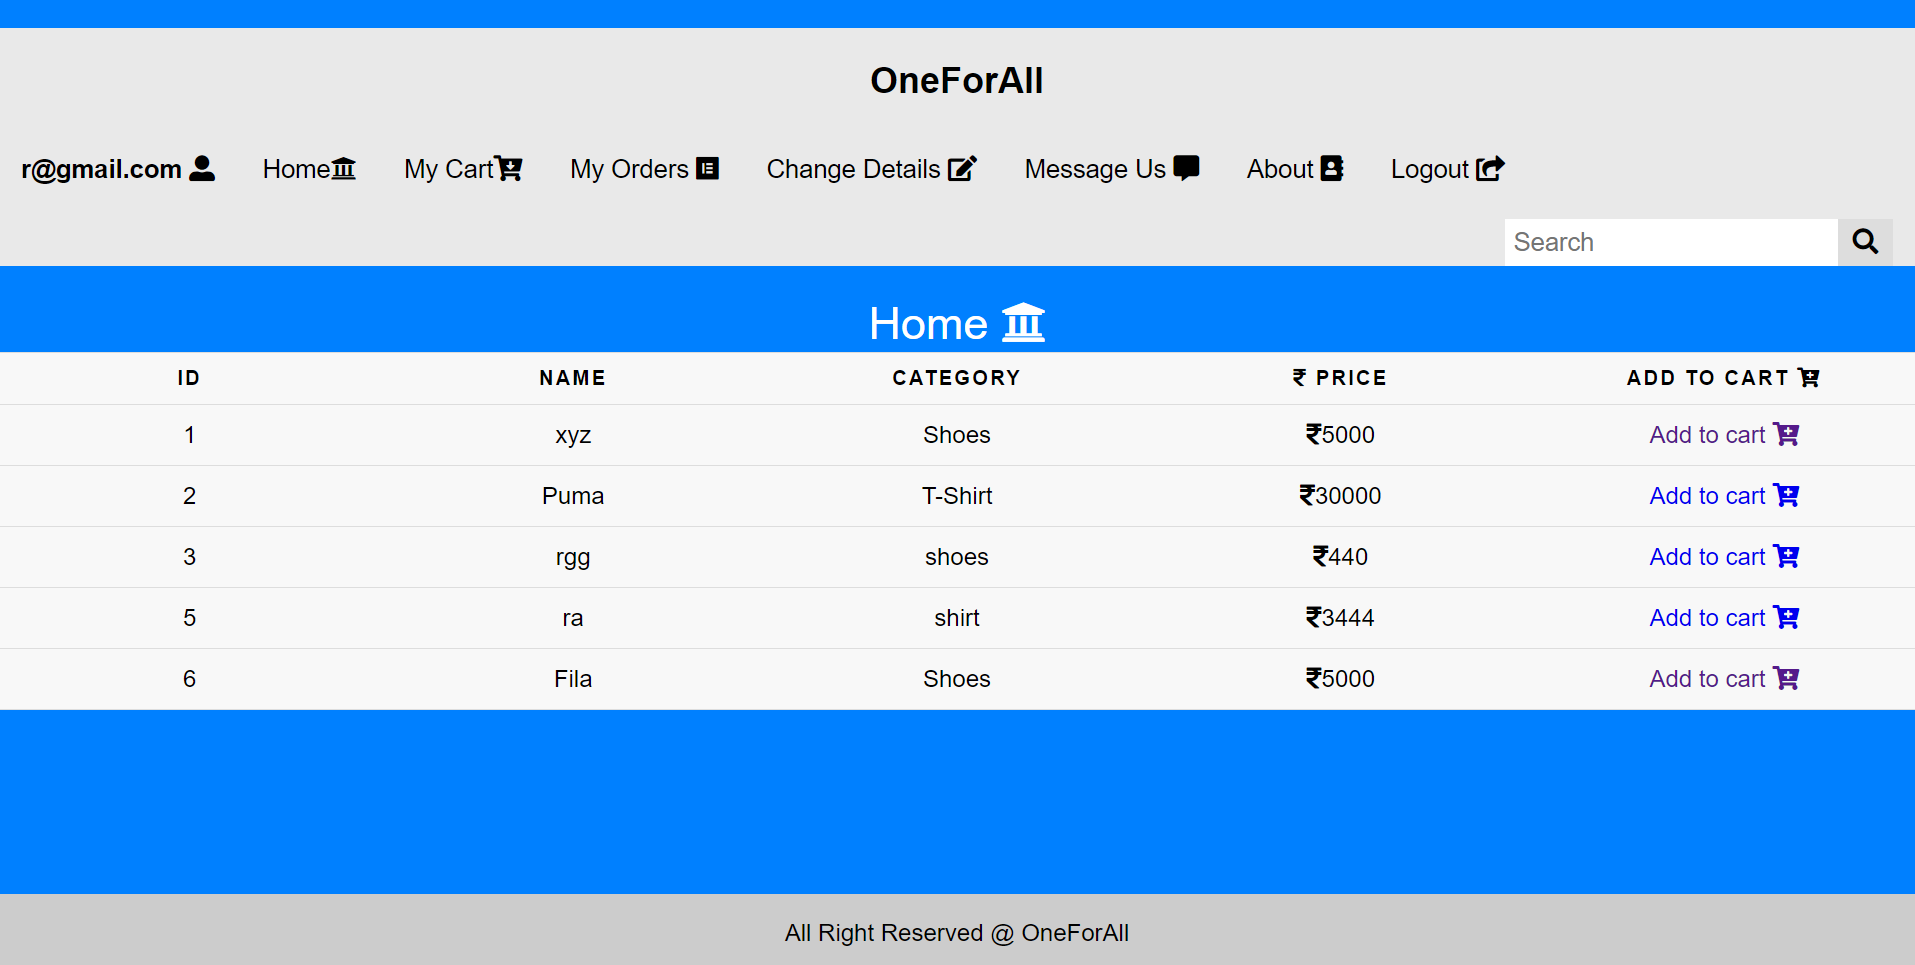 OneForAll
r@gmail.com Home My Cart My Orders Change Details Message Us About Logout
Search
Home
ID NAME CATEGORY ₹ PRICE ADD TO CART
1 xyz Shoes ₹5000 Add to cart
2 Puma T-Shirt ₹30000 Add to cart
3 rgg shoes ₹440 Add to cart
5 ra shirt ₹3444 Add to cart
6 Fila Shoes ₹5000 Add to cart
All Right Reserved @ OneForAll